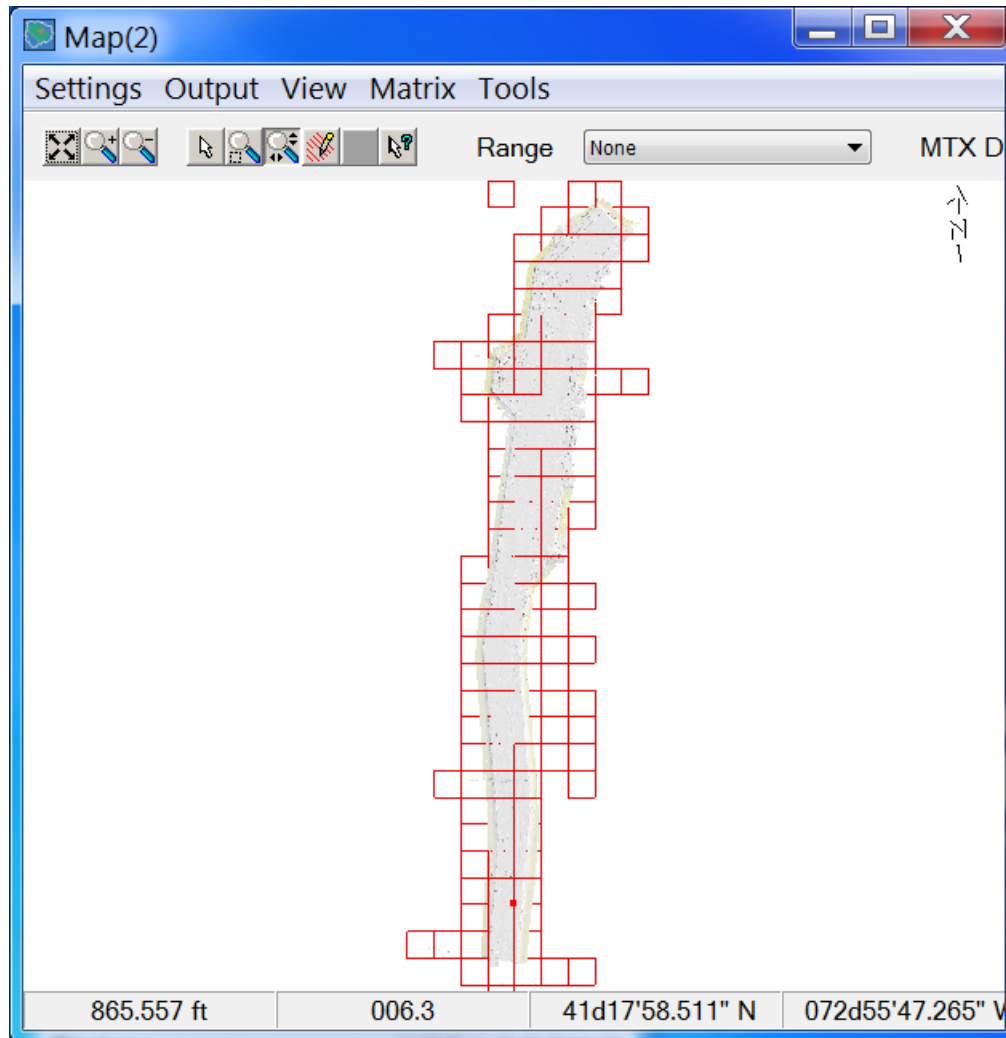 Map(2)
Settings Output View Matrix Tools
Range None MTX D
N
865.557 ft 006.3 41d17'58.511" N 072d55'47.265" W